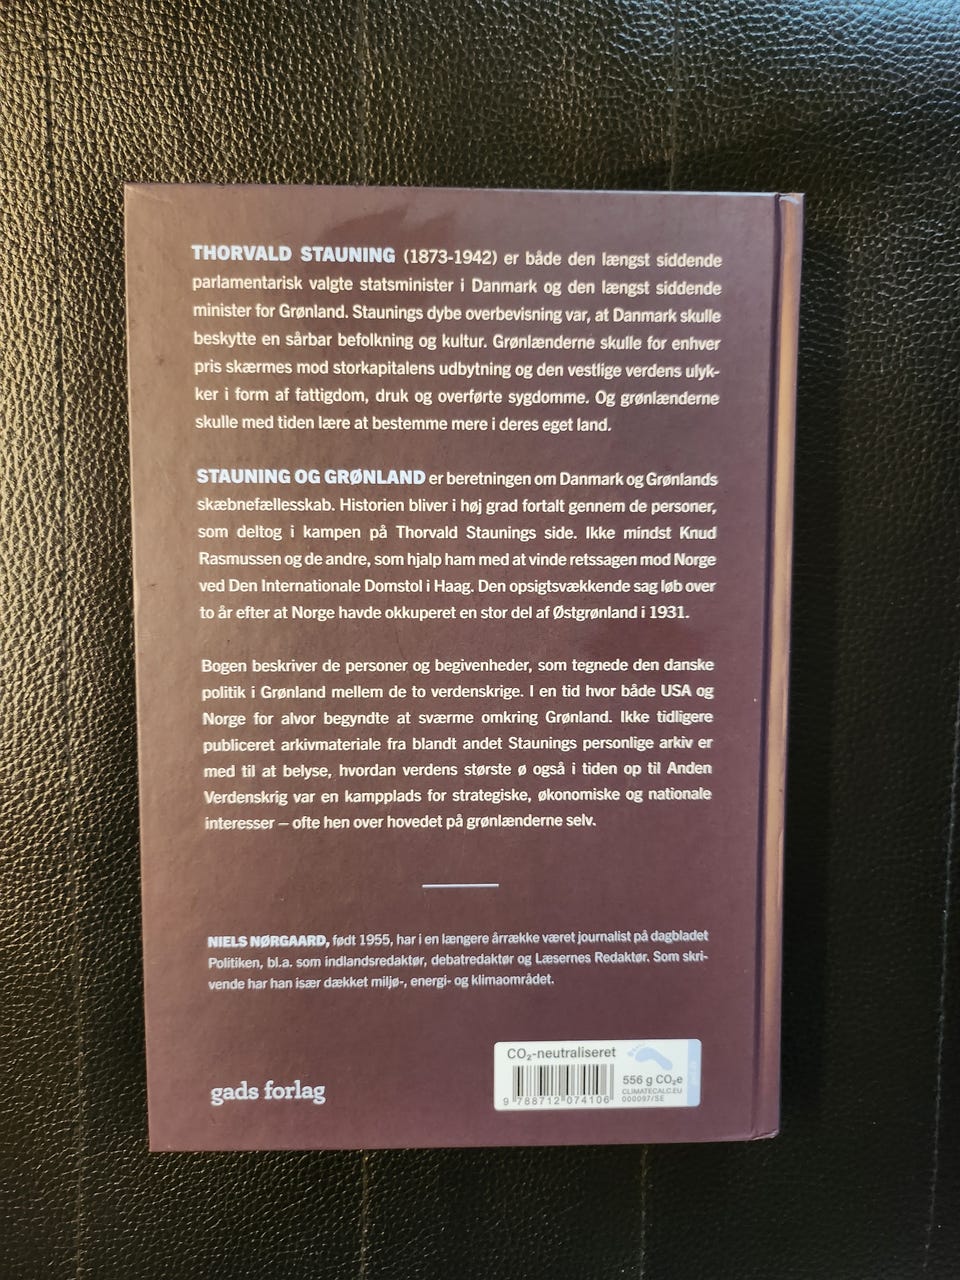 THORVALD STAUNING (1873-1942) er både den længst siddende
parlamentarisk valgte statsminister i Danmark og den længst siddende
minister for Grønland. Staunings dybe overbevisning var, at Danmark skulle
beskytte en sårbar befolkning og kultur. Grønlænderne skulle for enhver
pris skærmes mod storkapitalens udbytning og den vestlige verdens ulyk-
ker i form af fattigdom, druk og overførte sygdomme. Og grønlænderne
skulle med tiden lære at bestemme mere i deres eget land.
STAUNING OG GRØNLAND er beretningen om Danmark og Grønlands
skæbnefællesskab. Historien bliver i høj grad fortalt gennem de personer,
som deltog i kampen på Thorvald Staunings side. Ikke mindst Knud
Rasmussen og de andre, som hjalp ham med at vinde retssagen mod Norge
ved Den Internationale Domstol i Haag. Den opsigtsvækkende sag løb over
to år efter at Norge havde okkuperet en stor del af Østgrønland i 1931.
Bogen beskriver de personer og begivenheder, som tegnede den danske
politik i Grønland mellem de to verdenskrige. I en tid hvor både USA og
Norge for alvor begyndte at sværme omkring Grønland. Ikke tidligere
publiceret arkivmateriale fra blandt andet Staunings personlige arkiv er
med til at belyse, hvordan verdens største ø også i tiden op til Anden
Verdenskrig var en kampplads for strategiske, økonomiske og nationale
interesser – ofte hen over hovedet på grønlænderne selv.
NIELS NØRGAARD, født 1955, har i en længere årrække været journalist på dagbladet
Politiken, bl.a. som indlandsredaktør, debatredaktør og Læsernes Redaktør. Som skri-
vende har han især dækket miljø-, energi- og klimaområdet.
gads forlag
CO₂-neutraliseret
556 g CO₂e
CLIMATECALC.EU
000097/SE
9 788712 074106